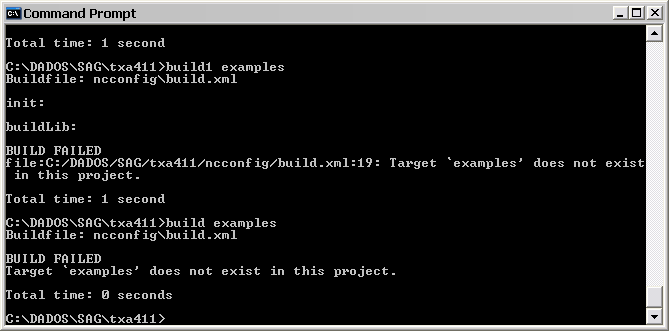 Command Prompt
Total time: 1 second
C:\DADOS\SAG\txa411>build1 examples
Buildfile: ncconfig\build.xml
init:
buildLib:
BUILD FAILED
file:C:/DADOS/SAG/txa411/ncconfig/build.xml:19: Target `examples' does not exist
 in this project.
Total time: 1 second
C:\DADOS\SAG\txa411>build examples
Buildfile: ncconfig\build.xml
BUILD FAILED
Target `examples' does not exist in this project.
Total time: 0 seconds
C:\DADOS\SAG\txa411>